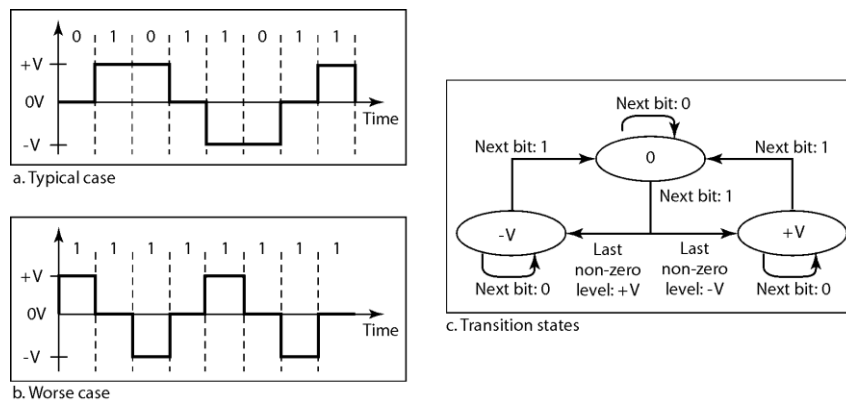 0 1 0 1 1 0 1 1
+V
0V
-V
Time
a. Typical case
1 1 1 1 1 1 1 1
+V
0V
-V
Time
b. Worse case
Next bit: 0
Next bit: 1
0
Next bit: 1
Next bit: 1
-V
+V
Last
non-zero
level: +V
Last
non-zero
level: -V
Next bit: 0
Next bit: 0
c. Transition states